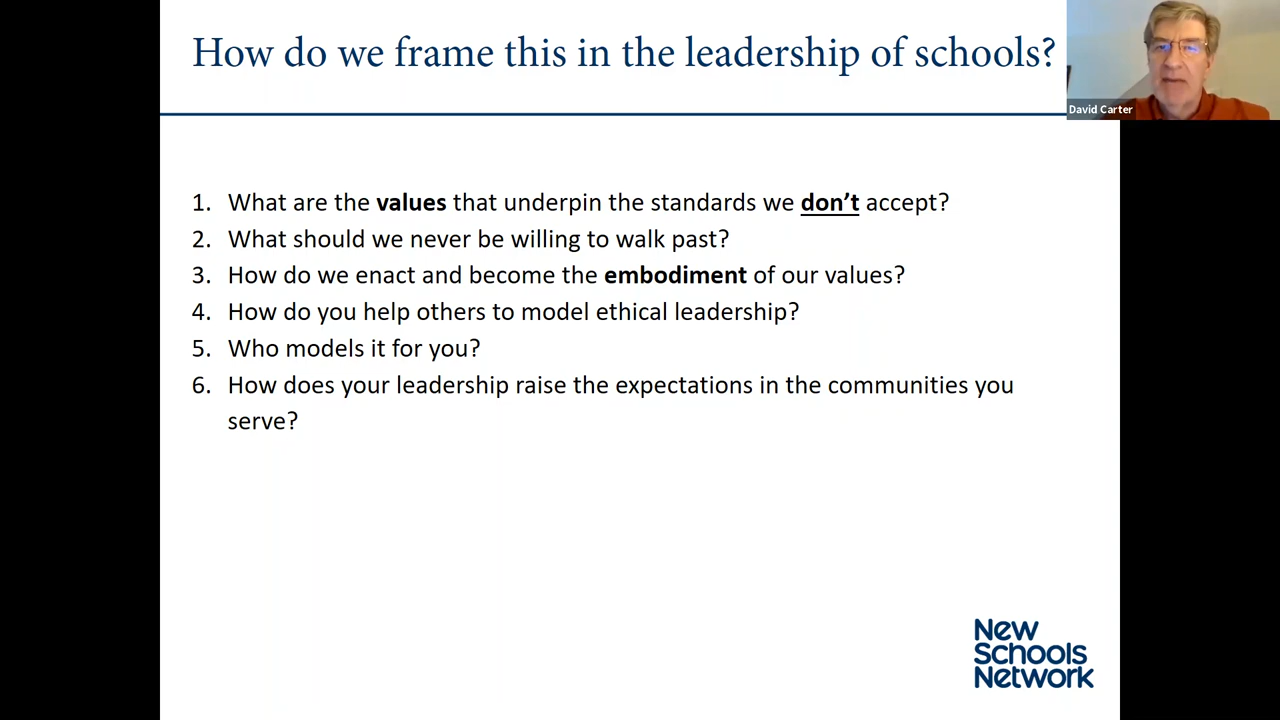 How do we frame this in the leadership of schools?
David Carter
1. What are the values that underpin the standards we don't accept?
2. What should we never be willing to walk past?
3. How do we enact and become the embodiment of our values?
4. How do you help others to model ethical leadership?
5. Who models it for you?
6. How does your leadership raise the expectations in the communities you
serve?
New
Schools
Network